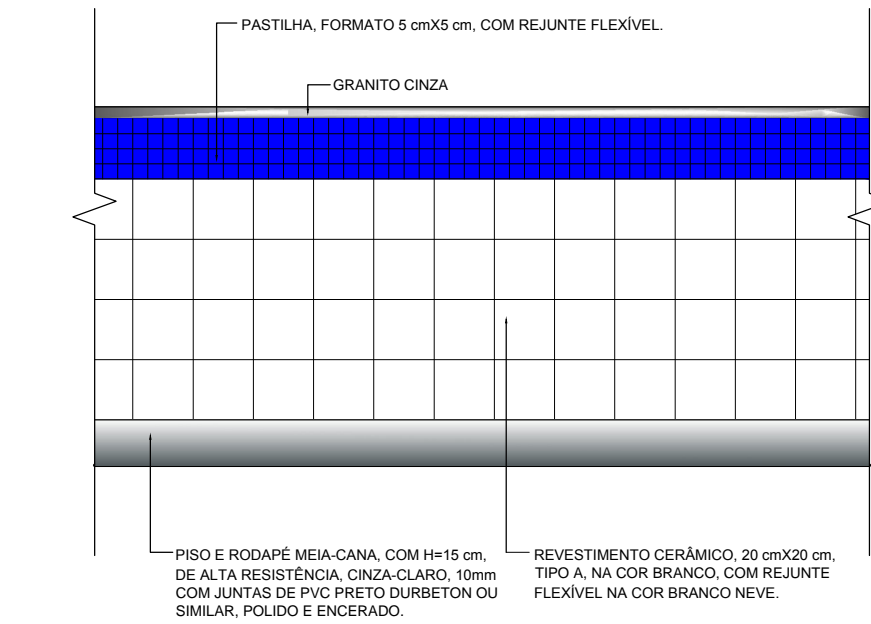 PASTILHA, FORMATO 5 cmX5 cm, COM REJUNTE FLEXÍVEL.
GRANITO CINZA
PISO E RODAPÉ MEIA-CANA, COM H=15 cm,
DE ALTA RESISTÊNCIA, CINZA-CLARO, 10mm
COM JUNTAS DE PVC PRETO DURBETON OU
SIMILAR, POLIDO E ENCERADO.
REVESTIMENTO CERÂMICO, 20 cmX20 cm,
TIPO A, NA COR BRANCO, COM REJUNTE
FLEXÍVEL NA COR BRANCO NEVE.